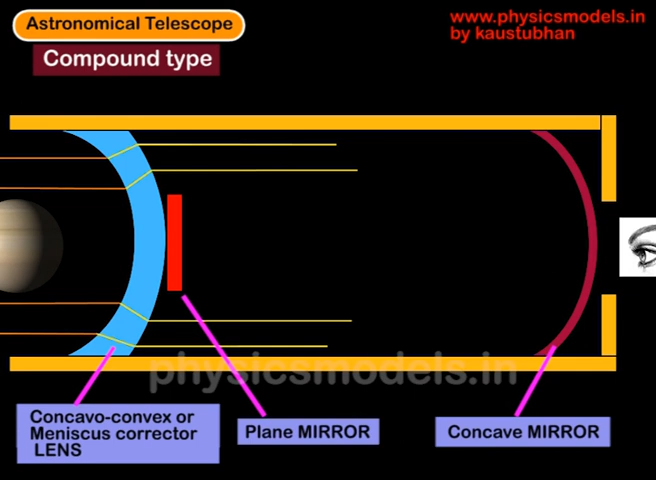 Astronomical Telescope
www.physicsmodels.in
by kaustubhan
Compound type
physicsmodels.in
Concavo-convex or
Meniscus corrector
LENS
Plane MIRROR
Concave MIRROR